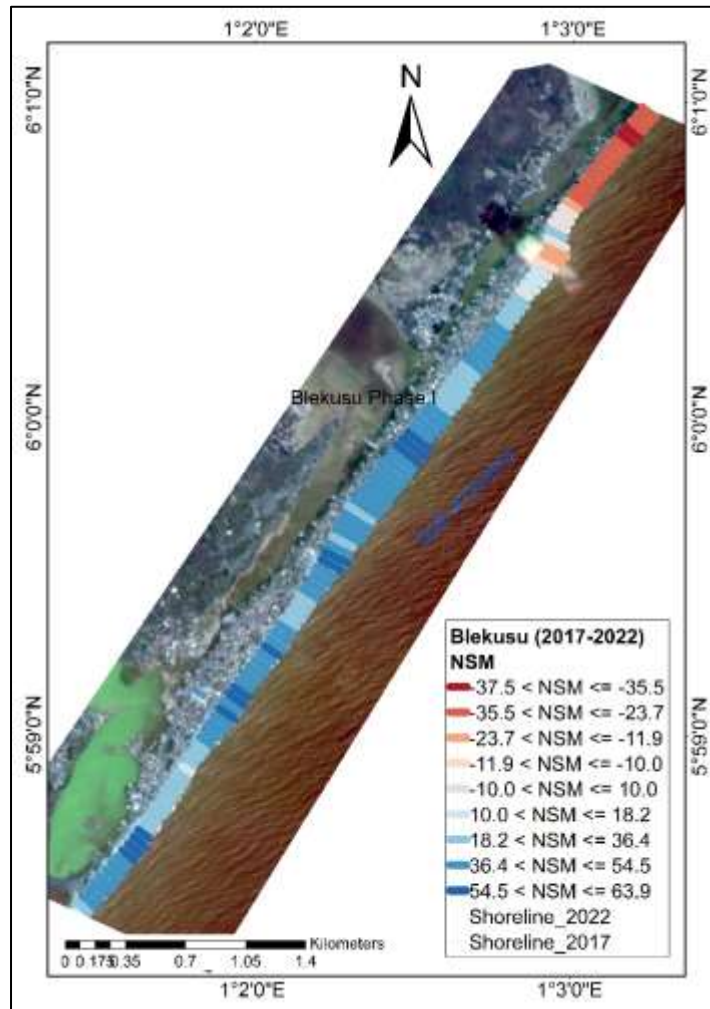 1°2'0"E 1°3'0"E
N
6°1'0"N 6°1'0"N
Blekusu Phase I
6°0'0"N 6°0'0"N
Blekusu (2017-2022)
NSM
-37.5 < NSM <= -35.5
-35.5 < NSM <= -23.7
-23.7 < NSM <= -11.9
-11.9 < NSM <= -10.0
-10.0 < NSM <= 10.0
10.0 < NSM <= 18.2
18.2 < NSM <= 36.4
36.4 < NSM <= 54.5
54.5 < NSM <= 63.9
Shoreline_2022
Shoreline_2017
5°59'0"N 5°59'0"N
Kilometers
0 0.175 0.35 0.7 1.05 1.4
1°2'0"E 1°3'0"E